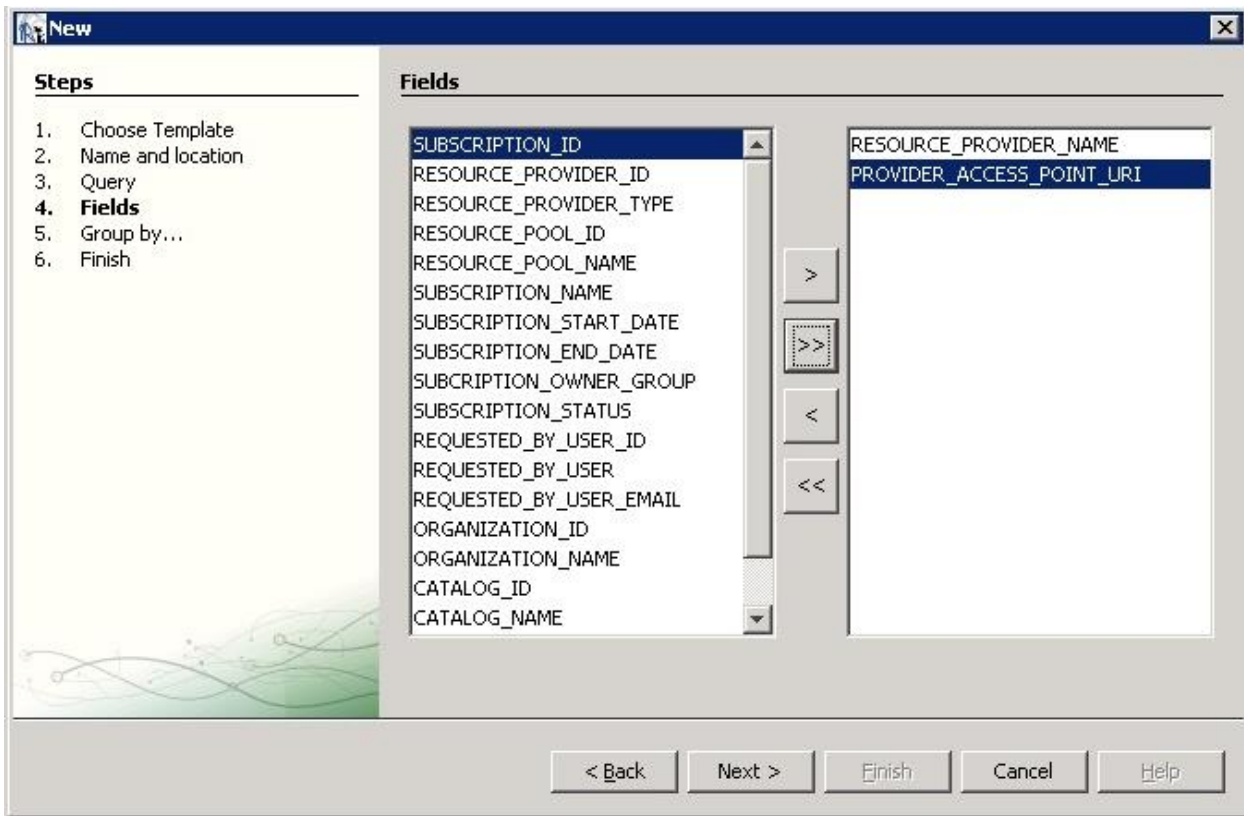 New
Steps
1. Choose Template
2. Name and location
3. Query
4. Fields
5. Group by...
6. Finish
Fields
SUBSCRIPTION_ID
RESOURCE_PROVIDER_ID
RESOURCE_PROVIDER_TYPE
RESOURCE_POOL_ID
RESOURCE_POOL_NAME
SUBSCRIPTION_NAME
SUBSCRIPTION_START_DATE
SUBSCRIPTION_END_DATE
SUBCRIPTION_OWNER_GROUP
SUBSCRIPTION_STATUS
REQUESTED_BY_USER_ID
REQUESTED_BY_USER
REQUESTED_BY_USER_EMAIL
ORGANIZATION_ID
ORGANIZATION_NAME
CATALOG_ID
CATALOG_NAME
>
>>
<
<<
RESOURCE_PROVIDER_NAME
PROVIDER_ACCESS_POINT_URI
< Back
Next >
Finish
Cancel
Help